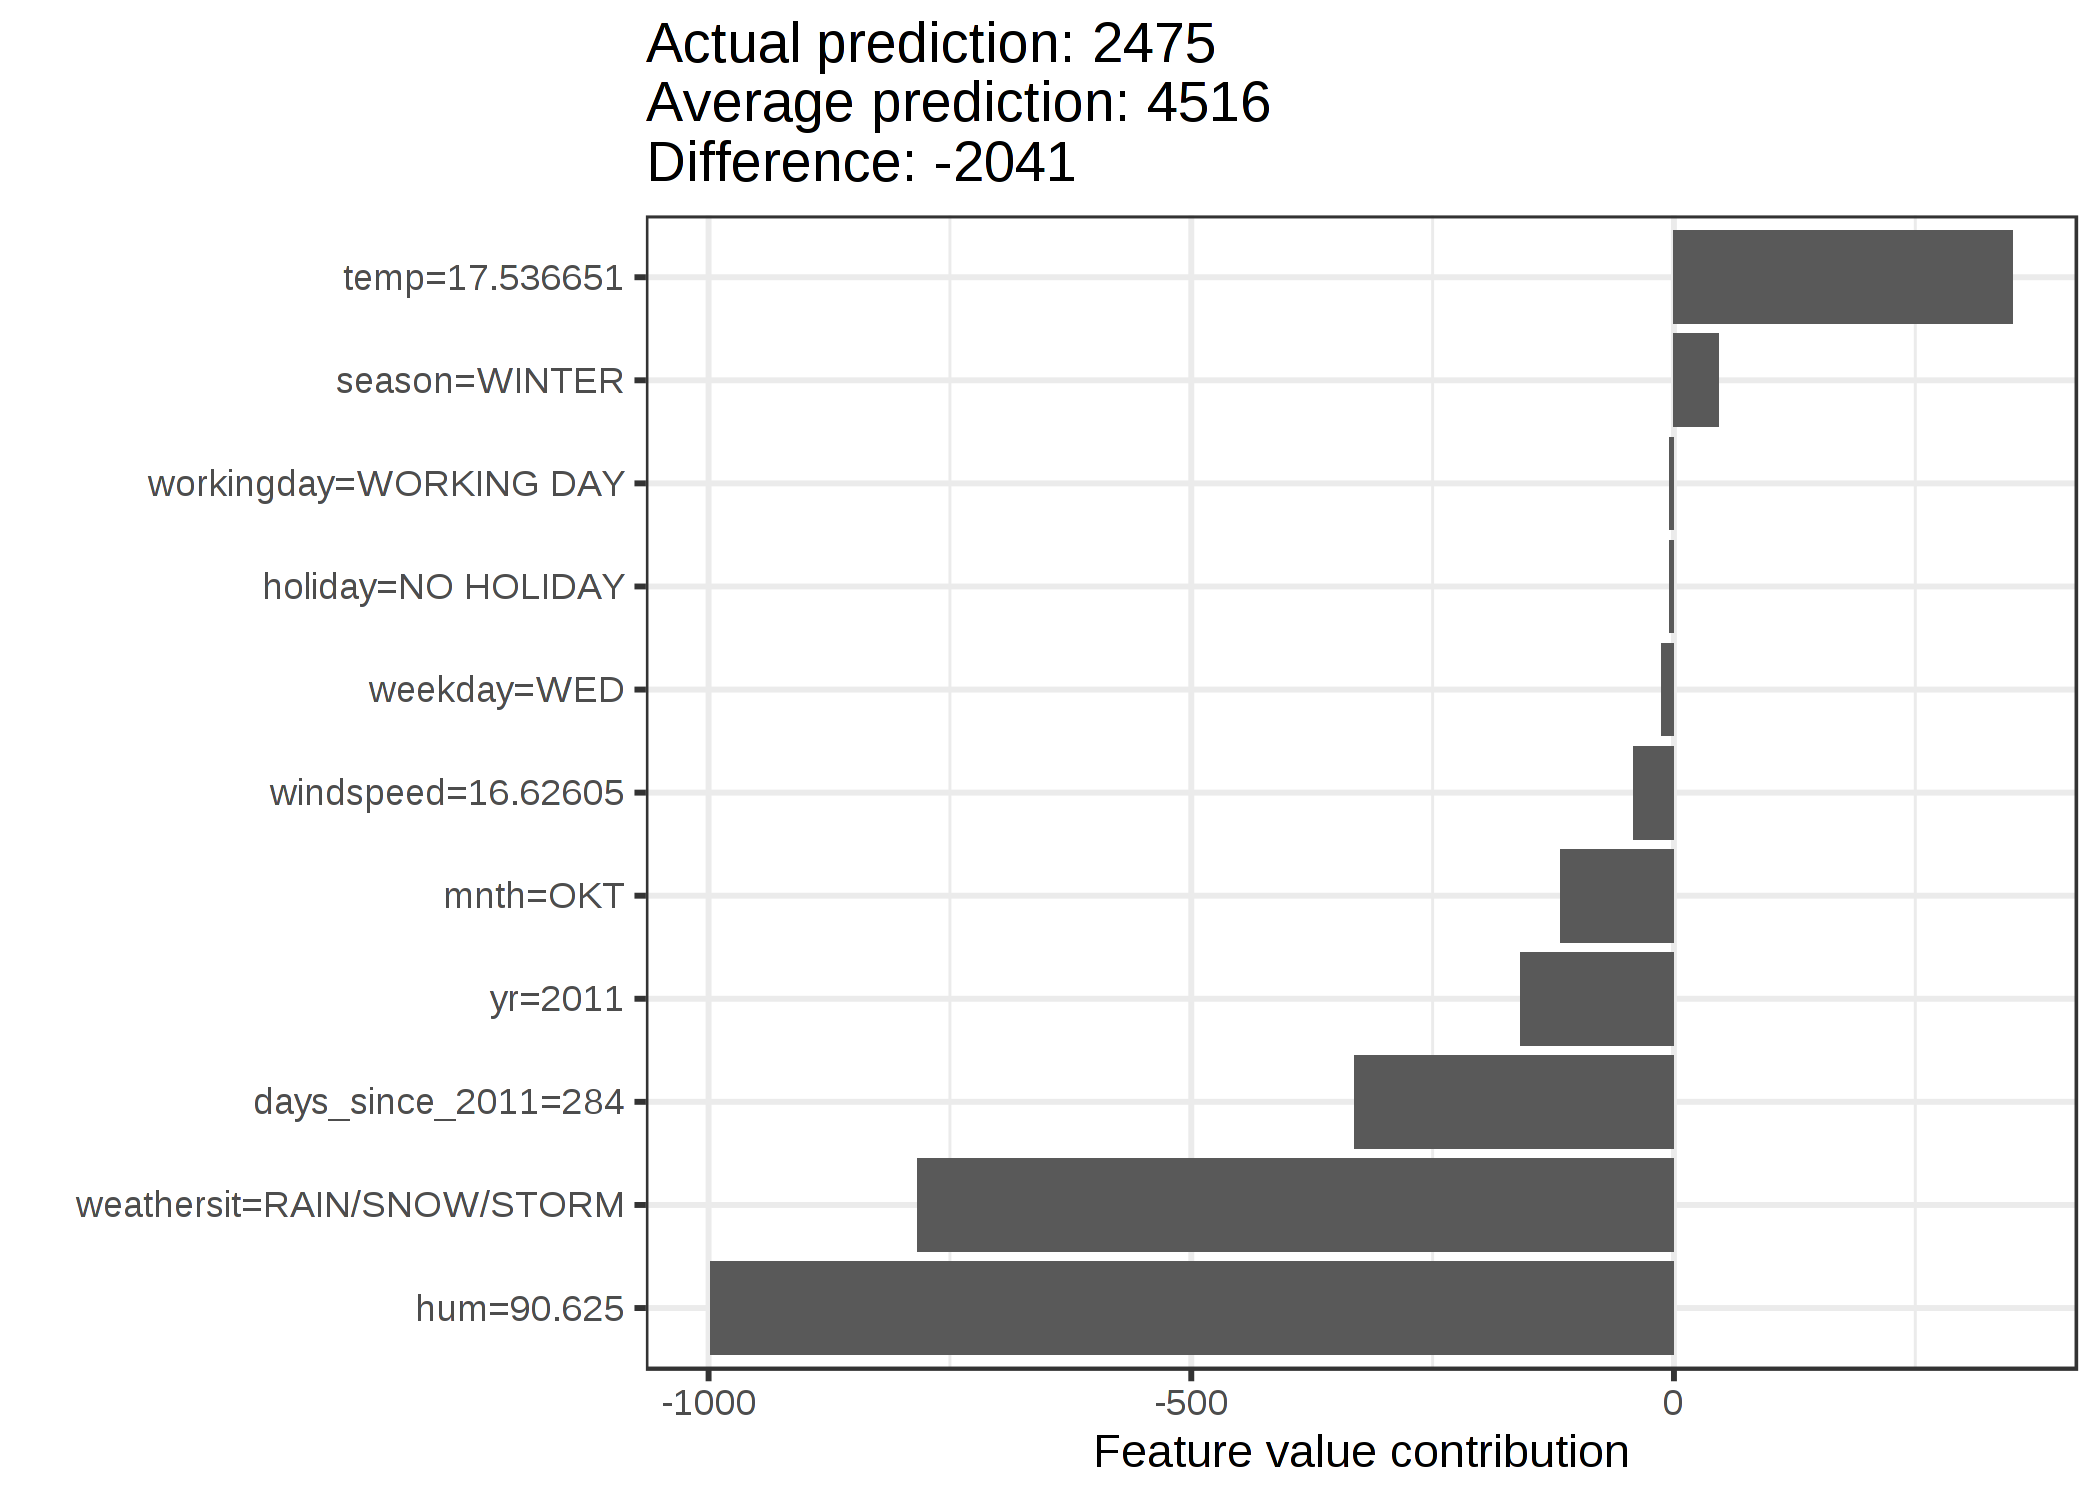 Actual prediction: 2475
Average prediction: 4516
Difference: -2041
temp=17.536651
season=WINTER
workingday=WORKING DAY
holiday=NO HOLIDAY
weekday=WED
windspeed=16.62605
mnth=OKT
yr=2011
days_since_2011=284
weathersit=RAIN/SNOW/STORM
hum=90.625
-1000 -500 0
Feature value contribution